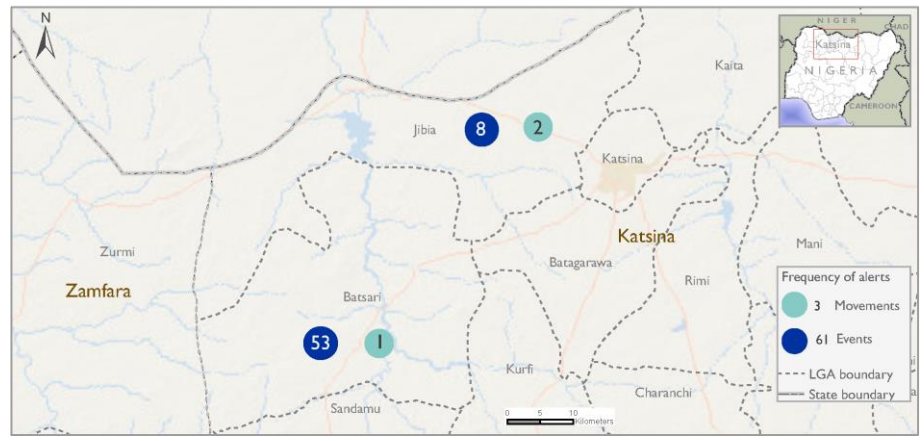 N
NIGER
CHAD
Katsina
NIGERIA
CAMEROON
Kaita
Jibia
8
2
Katsina
Katsina
Zurmi
Zamfara
Batagarawa
Mani
Rimi
Batsari
53
1
Kurfi
Charanchi
Sandamu
Frequency of alerts
3 Movements
61 Events
LGA boundary
State boundary
0 5 10
Kilometers